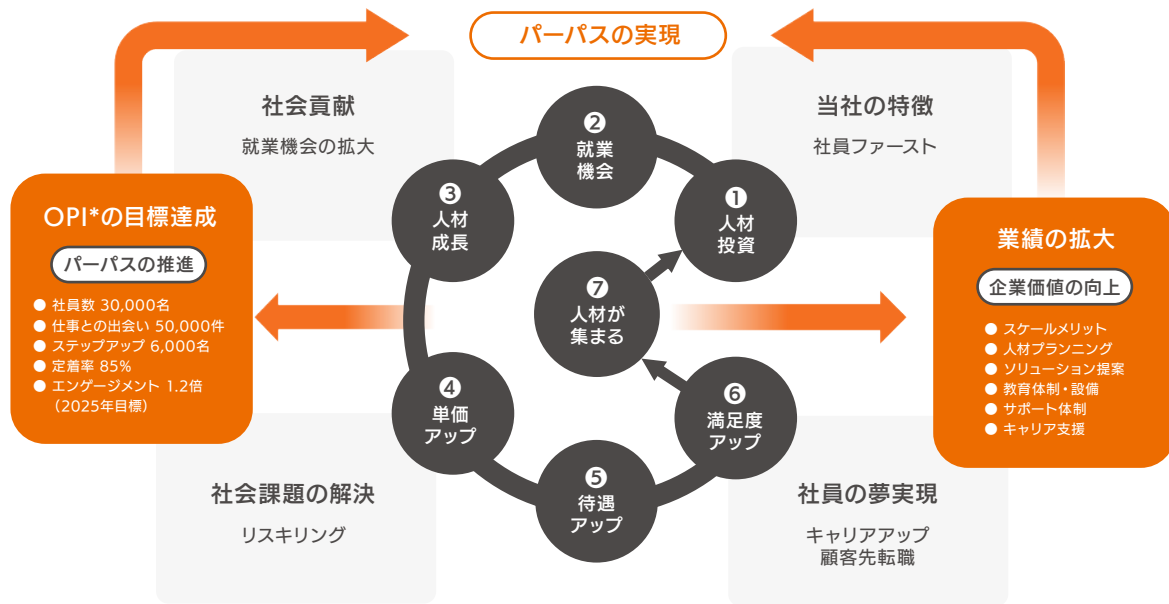 パーパスの実現
社会貢献
就業機会の拡大
当社の特徴
社員ファースト
OPI*の目標達成
パーパスの推進
● 社員数 30,000名
● 仕事との出会い 50,000件
● ステップアップ 6,000名
● 定着率 85%
● エンゲージメント 1.2倍
（2025年目標）
❶
人材
投資
❷
就業
機会
❸
人材
成長
❹
単価
アップ
❺
待遇
アップ
❻
満足度
アップ
❼
人材が
集まる
業績の拡大
企業価値の向上
● スケールメリット
● 人材プランニング
● ソリューション提案
● 教育体制・設備
● サポート体制
● キャリア支援
社会課題の解決
リスキリング
社員の夢実現
キャリアアップ
顧客先転職